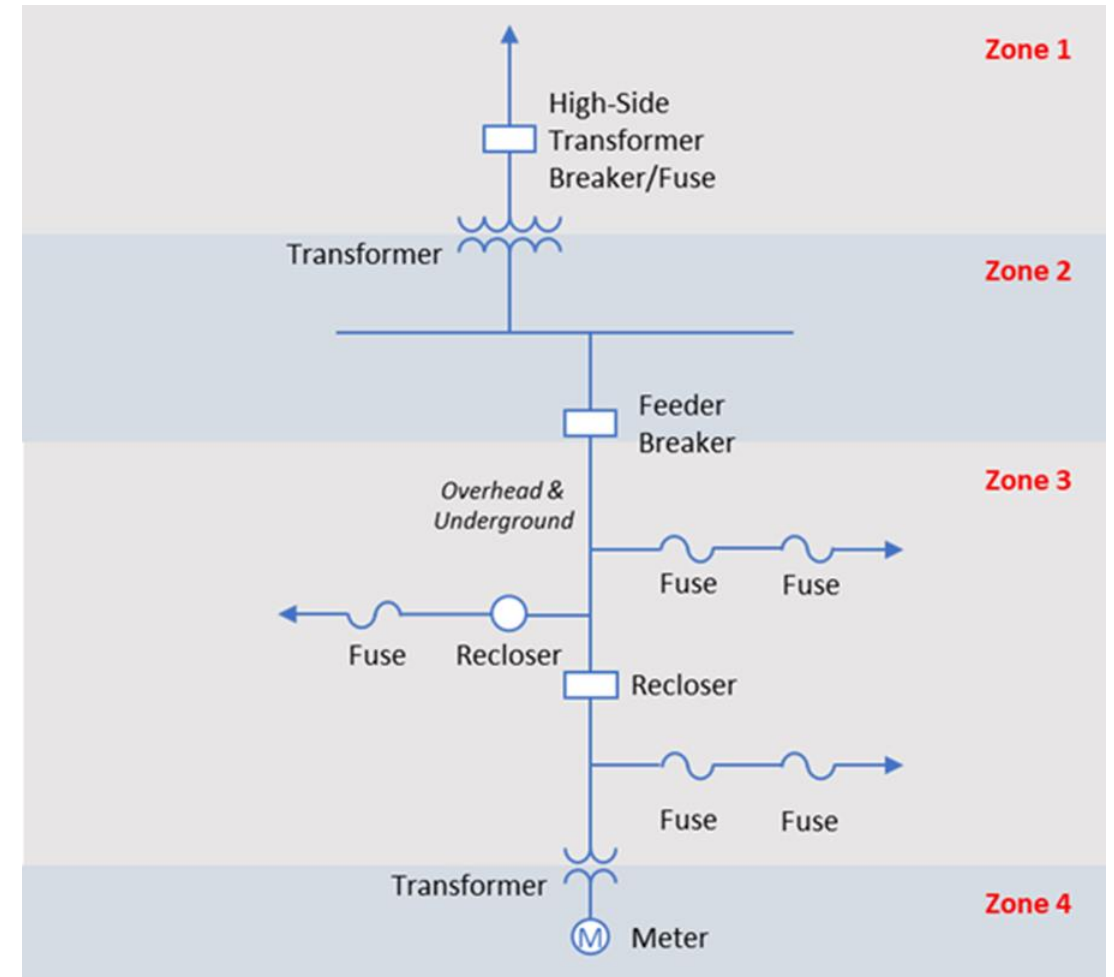 Zone 1
High-Side
Transformer
Breaker/Fuse
Transformer
Zone 2
Feeder
Breaker
Zone 3
Overhead &
Underground
Fuse Fuse
Fuse Recloser
Recloser
Fuse Fuse
Transformer
Zone 4
M Meter